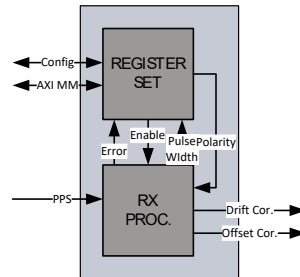 Config
AXI MM
REGISTER
SET
Error
Enable
Pulse
WIdth
Polarity
PPS
RX
PROC.
Drift Cor.
Offset Cor.